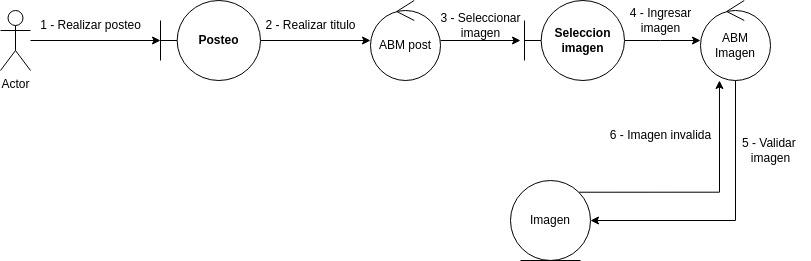 1 - Realizar posteo
Posteo
2 - Realizar titulo
ABM post
3 - Seleccionar
imagen
Seleccion
imagen
4 - Ingresar
imagen
ABM
Imagen
Actor
6 - Imagen invalida
5 - Validar
imagen
Imagen